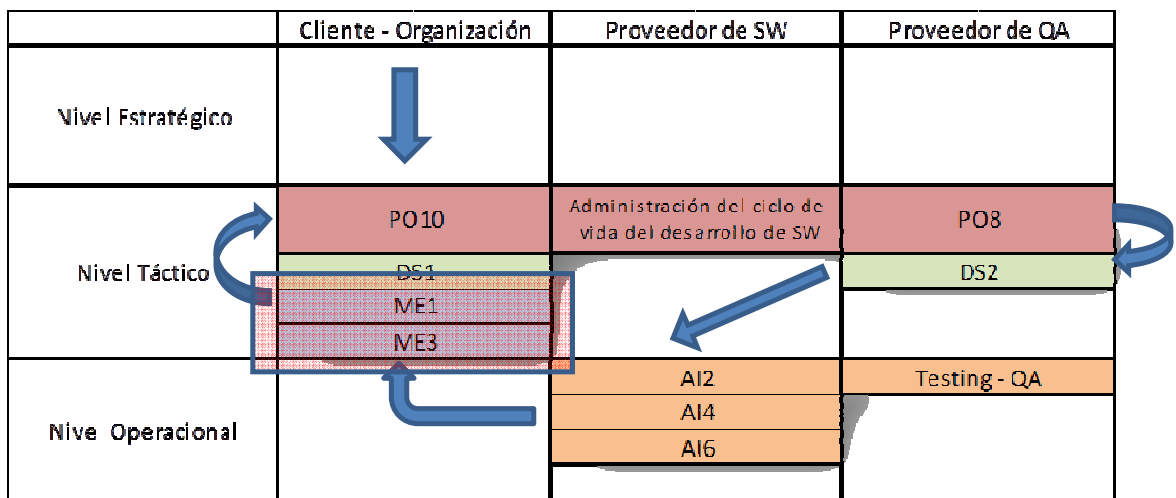 Cliente - Organización
Proveedor de SW
Proveedor de QA
Nivel Estratégico
PO10
Administración del ciclo de
vida del desarrollo de SW
PO8
Nivel Táctico
DS1
DS2
ME1
ME3
AI2
Testing - QA
Nive Operacional
AI4
AI6